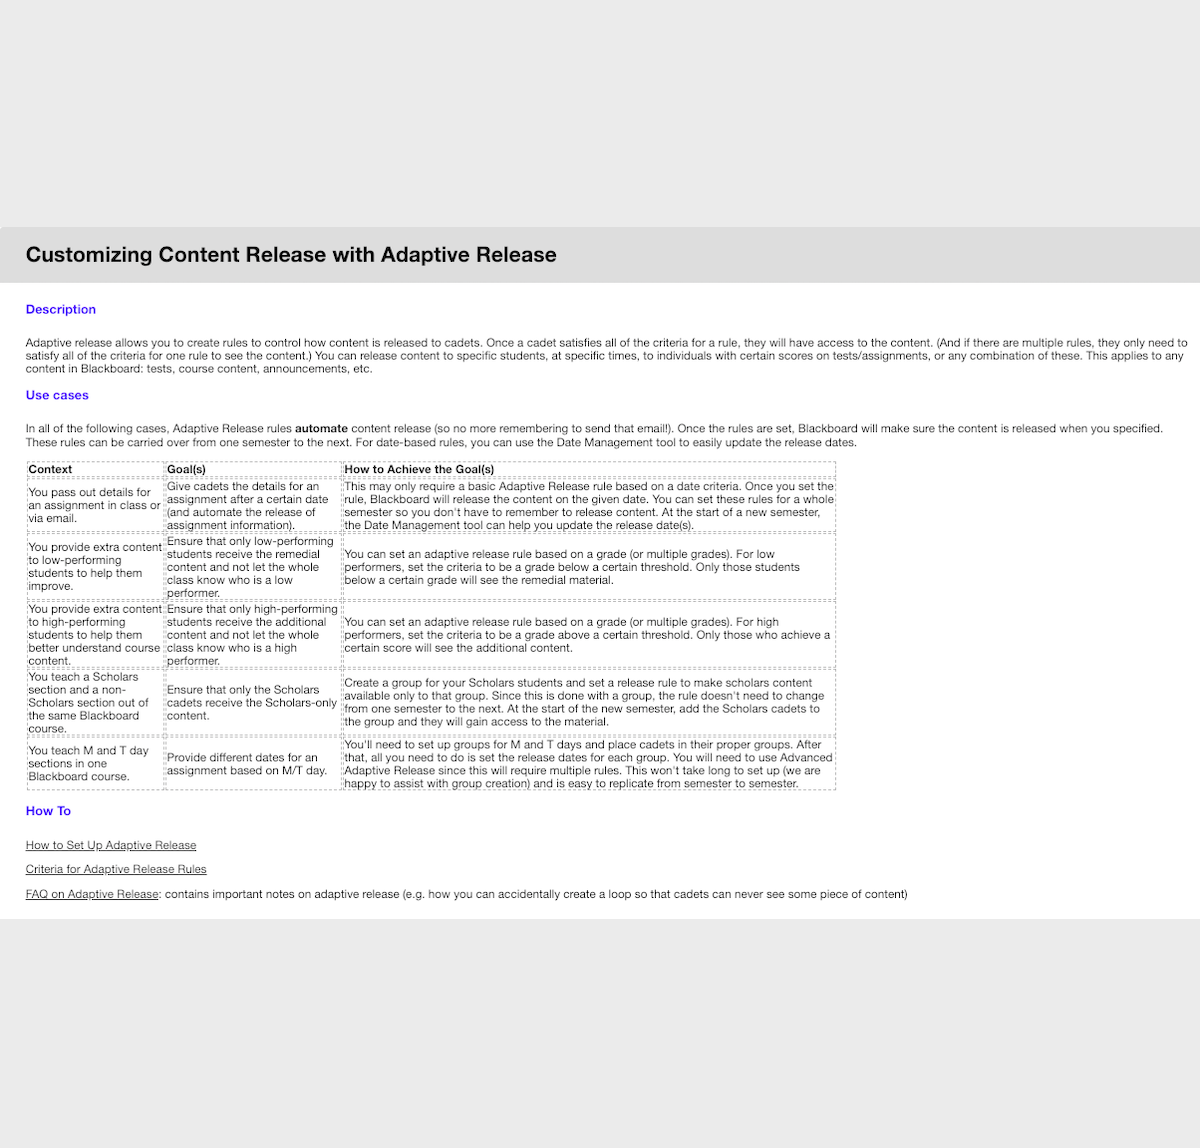 Customizing Content Release with Adaptive Release
Description
Adaptive release allows you to create rules to control how content is released to cadets. Once a cadet satisfies all of the criteria for a rule, they will have access to the content. (And if there are multiple rules, they only need to
satisfy all of the criteria for one rule to see the content.) You can release content to specific students, at specific times, to individuals with certain scores on tests/assignments, or any combination of these. This applies to any
content in Blackboard: tests, course content, announcements, etc.
Use cases
In all of the following cases, Adaptive Release rules automate content release (so no more remembering to send that email!). Once the rules are set, Blackboard will make sure the content is released when you specified.
These rules can be carried over from one semester to the next. For date-based rules, you can use the Date Management tool to easily update the release dates.
Context
Goal(s)
How to Achieve the Goal(s)
You pass out details for
an assignment in class or
via email.
Give cadets the details for an
assignment after a certain date
(and automate the release of
assignment information).
This may only require a basic Adaptive Release rule based on a date criteria. Once you set the
rule, Blackboard will release the content on the given date. You can set these rules for a whole
semester so you don't have to remember to release content. At the start of a new semester,
the Date Management tool can help you update the release date(s).
You provide extra content
to low-performing
students to help them
improve.
Ensure that only low-performing
students receive the remedial
content and not let the whole
class know who is a low
performer.
You can set an adaptive release rule based on a grade (or multiple grades). For low
performers, set the criteria to be a grade below a certain threshold. Only those students
below a certain grade will see the remedial material.
You provide extra content
to high-performing
students to help them
better understand course
content.
Ensure that only high-performing
students receive the additional
content and not let the whole
class know who is a high
performer.
You can set an adaptive release rule based on a grade (or multiple grades). For high
performers, set the criteria to be a grade above a certain threshold. Only those who achieve a
certain score will see the additional content.
You teach a Scholars
section and a non-
Scholars section out of
the same Blackboard
course.
Ensure that only the Scholars
cadets receive the Scholars-only
content.
Create a group for your Scholars students and set a release rule to make scholars content
available only to that group. Since this is done with a group, the rule doesn't need to change
from one semester to the next. At the start of the new semester, add the Scholars cadets to
the group and they will gain access to the material.
You teach M and T day
sections in one
Blackboard course.
Provide different dates for an
assignment based on M/T day.
You'll need to set up groups for M and T days and place cadets in their proper groups. After
that, all you need to do is set the release dates for each group. You will need to use Advanced
Adaptive Release since this will require multiple rules. This won't take long to set up (we are
happy to assist with group creation) and is easy to replicate from semester to semester.
How To
How to Set Up Adaptive Release
Criteria for Adaptive Release Rules
FAQ on Adaptive Release: contains important notes on adaptive release (e.g. how you can accidentally create a loop so that cadets can never see some piece of content)